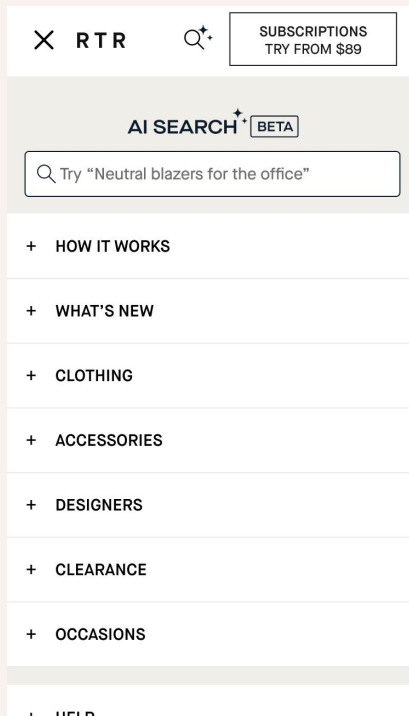 RTR
SUBSCRIPTIONS
TRY FROM $89
AI SEARCH BETA
Try “Neutral blazers for the office”
+ HOW IT WORKS
+ WHAT’S NEW
+ CLOTHING
+ ACCESSORIES
+ DESIGNERS
+ CLEARANCE
+ OCCASIONS
+ HELP